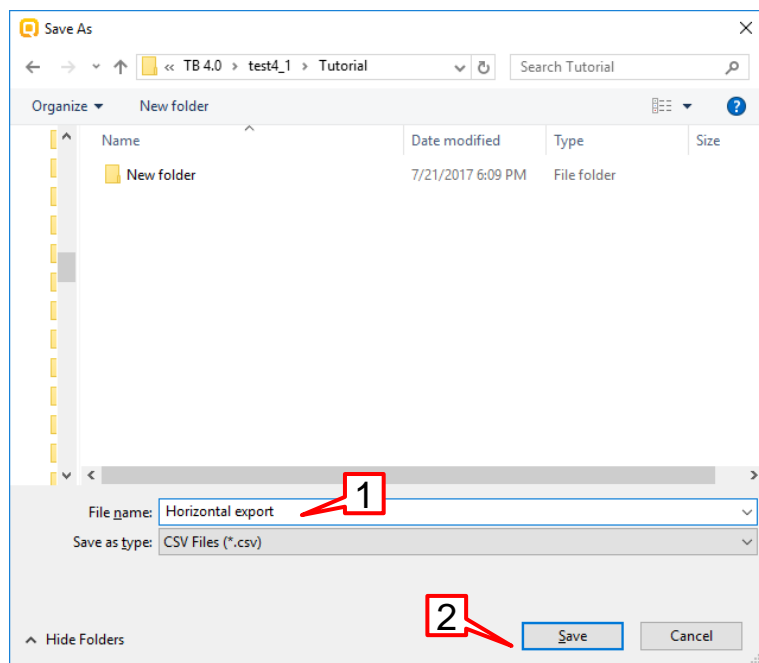 Save As
« TB 4.0 > test4_1 > Tutorial
Search Tutorial
Organize
New folder
Name
Date modified
Type
Size
New folder
7/21/2017 6:09 PM
File folder
1
File name: Horizontal export
Save as type: CSV Files (*.csv)
2
Hide Folders
Save
Cancel